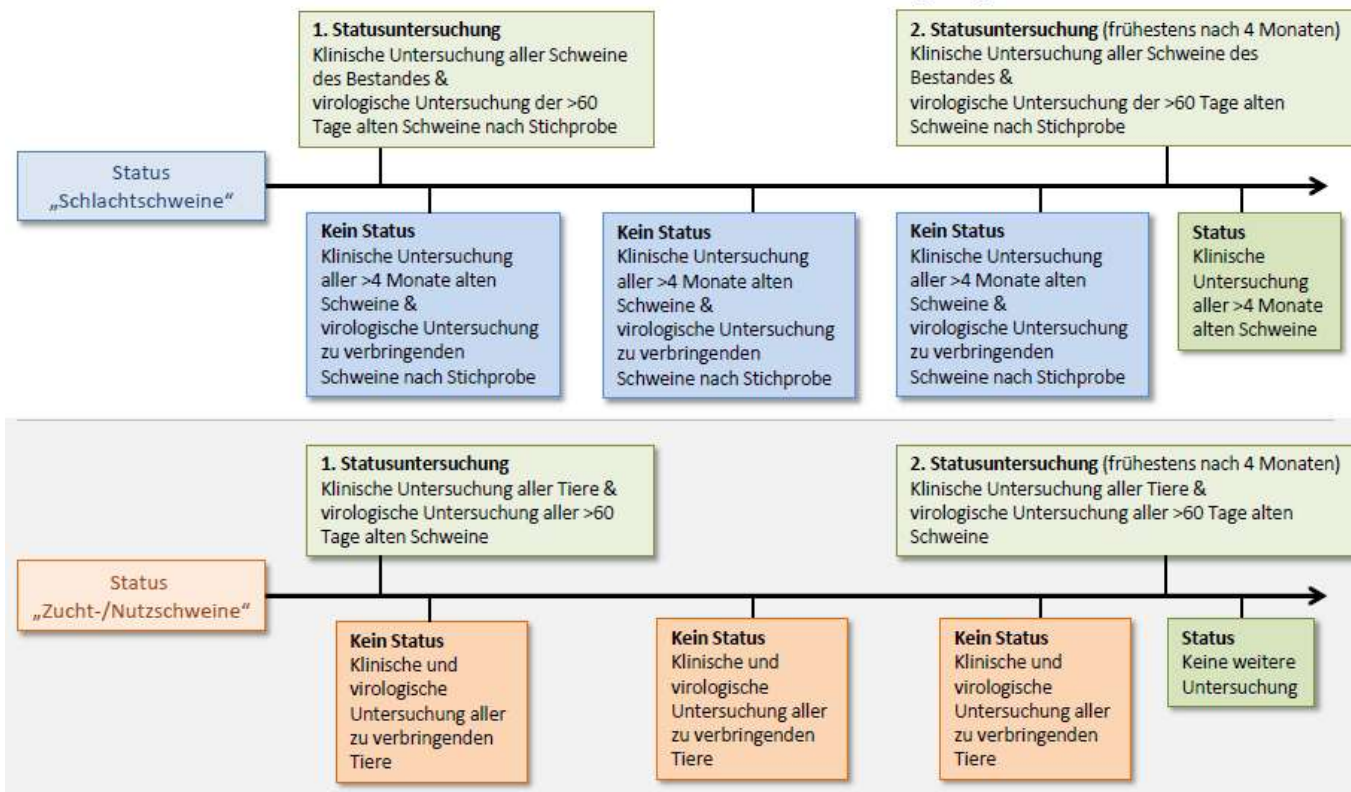 1. Statusuntersuchung
Klinische Untersuchung aller Schweine
des Bestandes &
virologische Untersuchung der >60
Tage alten Schweine nach Stichprobe
2. Statusuntersuchung (frühestens nach 4 Monaten)
Klinische Untersuchung aller Schweine des
Bestandes &
virologische Untersuchung der >60 Tage alten
Schweine nach Stichprobe
Status
„Schlachtschweine“
Kein Status
Klinische Untersuchung
aller >4 Monate alten
Schweine &
virologische Untersuchung
zu verbringenden
Schweine nach Stichprobe
Kein Status
Klinische Untersuchung
aller >4 Monate alten
Schweine &
virologische Untersuchung
zu verbringenden
Schweine nach Stichprobe
Kein Status
Klinische Untersuchung
aller >4 Monate alten
Schweine &
virologische Untersuchung
zu verbringenden
Schweine nach Stichprobe
Status
Klinische
Untersuchung
aller >4 Monate
alten Schweine
1. Statusuntersuchung
Klinische Untersuchung aller Tiere &
virologische Untersuchung aller >60
Tage alten Schweine
2. Statusuntersuchung (frühestens nach 4 Monaten)
Klinische Untersuchung aller Tiere &
virologische Untersuchung aller >60 Tage alten
Schweine
Status
„Zucht-/Nutzschweine“
Kein Status
Klinische und
virologische
Untersuchung aller
zu verbringenden
Tiere
Kein Status
Klinische und
virologische
Untersuchung aller
zu verbringenden
Tiere
Kein Status
Klinische und
virologische
Untersuchung aller
zu verbringenden
Tiere
Status
Keine weitere
Untersuchung